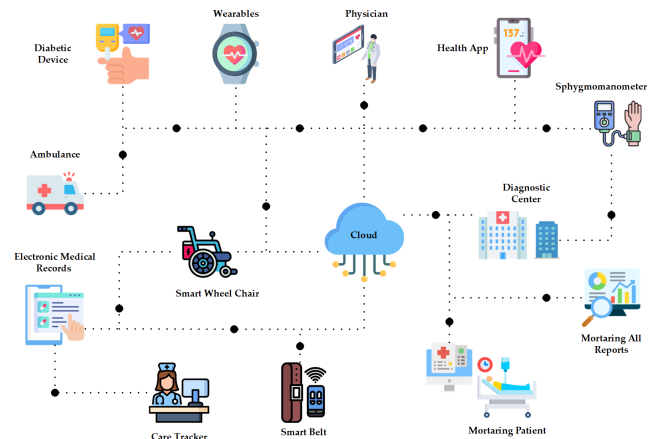 Wearables
Physician
Diabetic
Device
Health App
137
Sphygmomanometer
Ambulance
Diagnostic
Center
Cloud
Electronic Medical
Records
Smart Wheel Chair
Mortaring All
Reports
Care Tracker
Smart Belt
Mortaring Patient